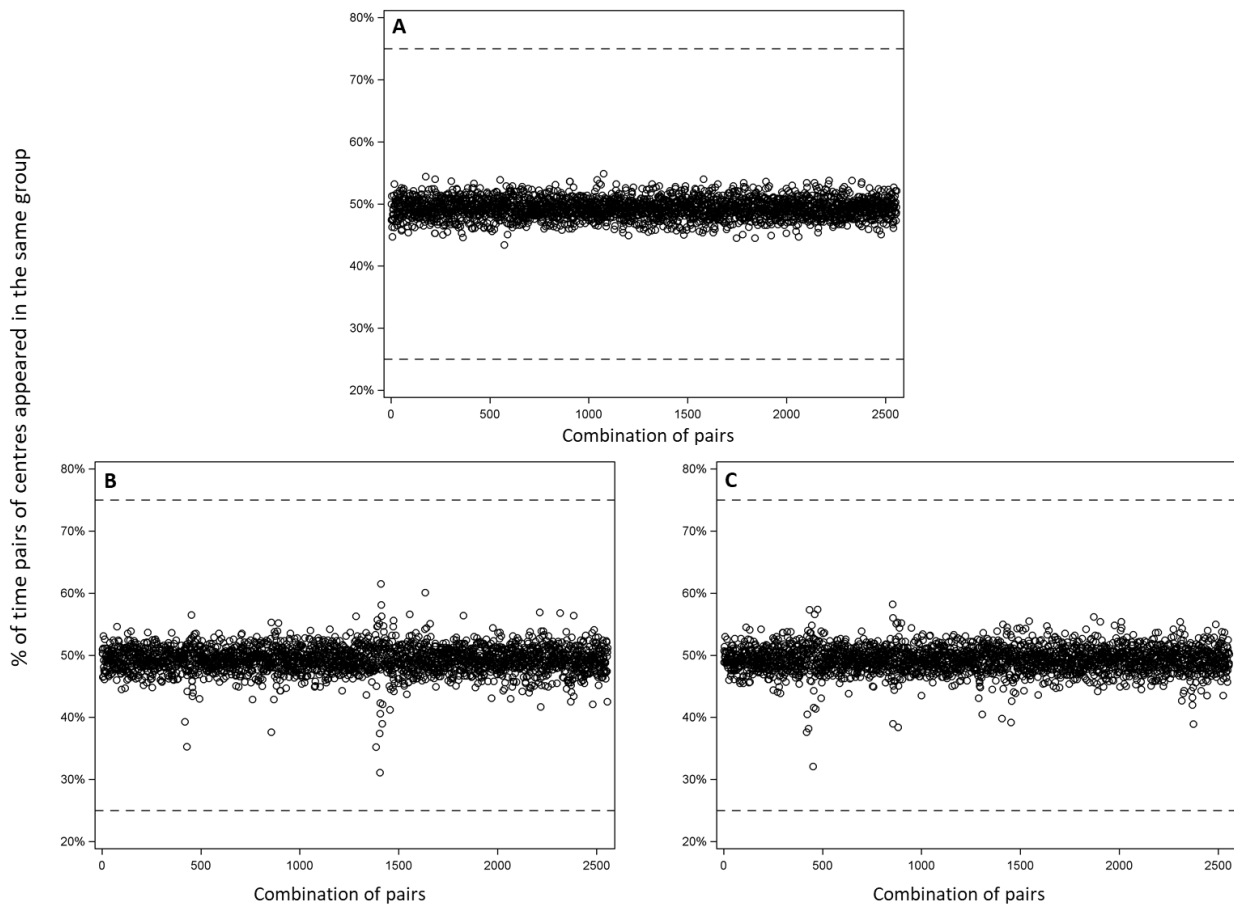 % of time pairs of centres appeared in the same group
A
80%
70%
60%
50%
40%
30%
20%
0 500 1000 1500 2000 2500
Combination of pairs
B
80%
70%
60%
50%
40%
30%
20%
0 500 1000 1500 2000 2500
Combination of pairs
C
80%
70%
60%
50%
40%
30%
20%
0 500 1000 1500 2000 2500
Combination of pairs